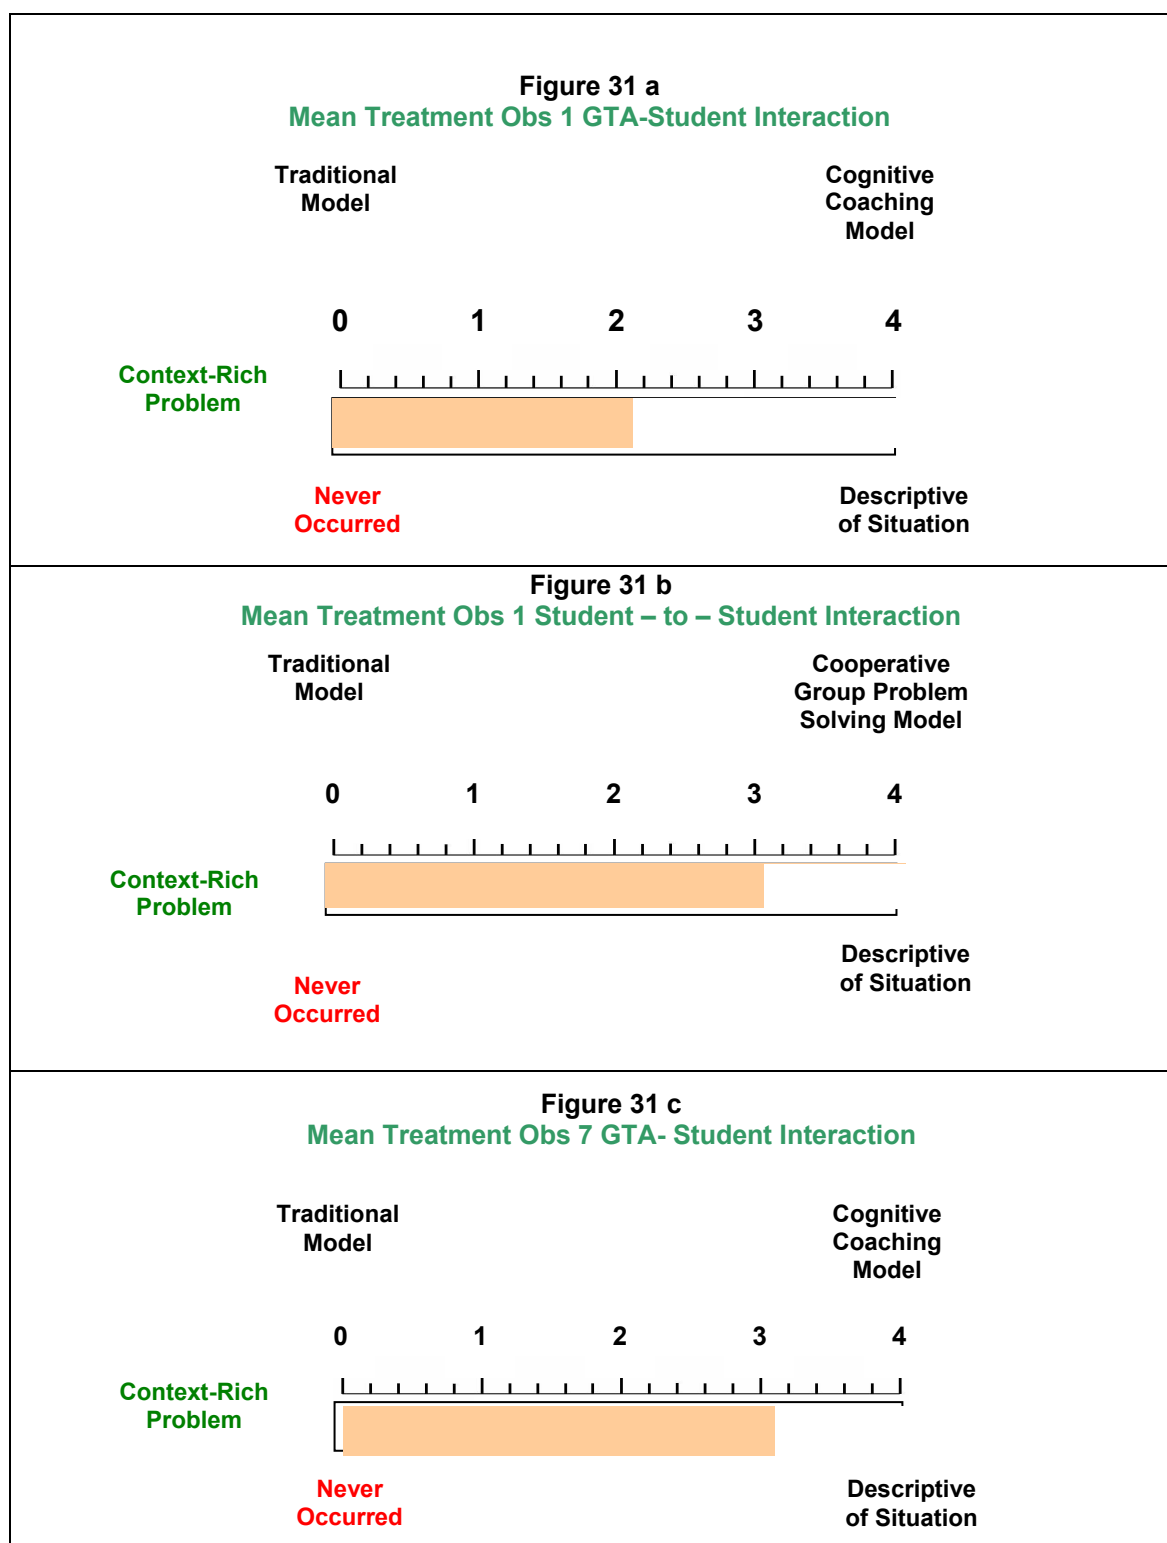 Figure 31 a
Mean Treatment Obs 1 GTA-Student Interaction
Traditional
Model
Cognitive
Coaching
Model
0 1 2 3 4
Context-Rich
Problem
Never
Occurred
Descriptive
of Situation
Figure 31 b
Mean Treatment Obs 1 Student – to – Student Interaction
Traditional
Model
Cooperative
Group Problem
Solving Model
0 1 2 3 4
Context-Rich
Problem
Never
Occurred
Descriptive
of Situation
Figure 31 c
Mean Treatment Obs 7 GTA- Student Interaction
Traditional
Model
Cognitive
Coaching
Model
0 1 2 3 4
Context-Rich
Problem
Never
Occurred
Descriptive
of Situation